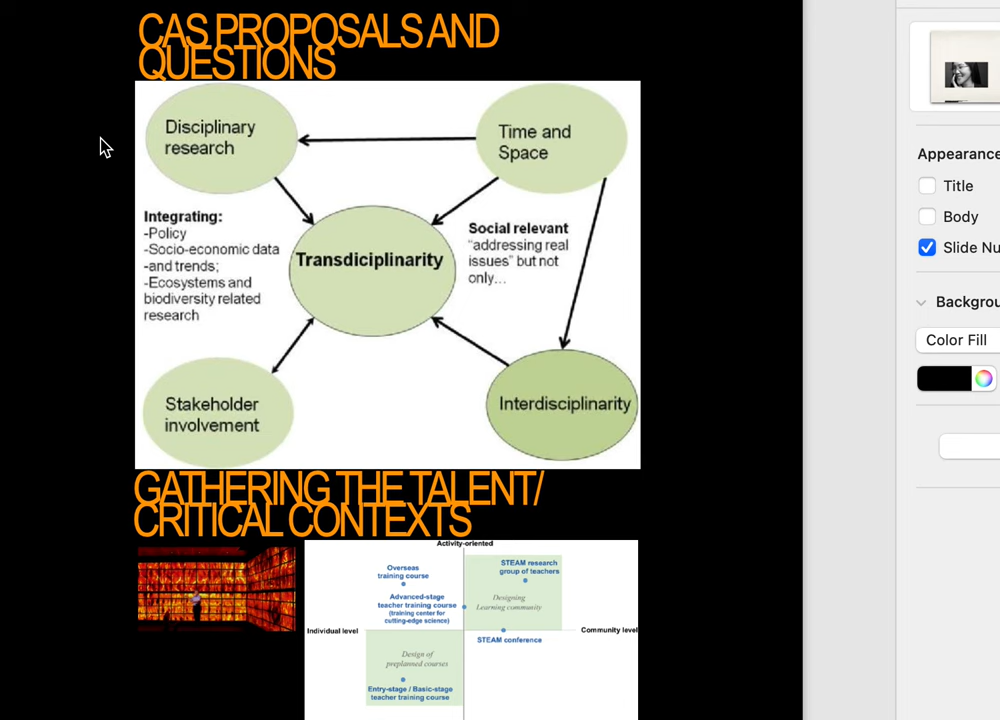 CAS PROPOSALS AND
QUESTIONS
Disciplinary
research
Time and
Space
Integrating:
-Policy
-Socio-economic data
-and trends;
-Ecosystems and
biodiversity related
research
Transdiciplinarity
Social relevant
“addressing real
issues” but not
only…
Stakeholder
involvement
Interdisciplinarity
GATHERING THE TALENT/
CRITICAL CONTEXTS
Activity-oriented
Overseas
training course
STEAM research
group of teachers
Advanced-stage
teacher training course
(training center for
cutting-edge science)
Designing
Learning community
Individual level
Community level
STEAM conference
Design of
preplanned courses
Entry-stage / Basic-stage
teacher training course
Appearance
Title
Body
Slide Nu
Backgrou
Color Fill